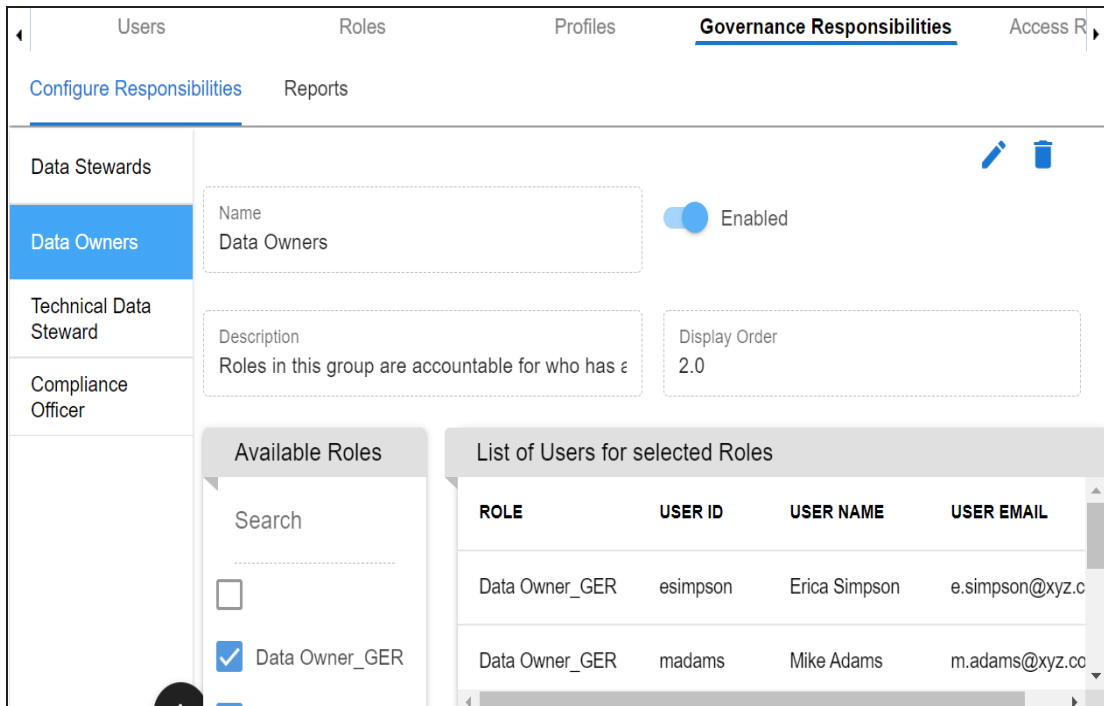 Users Roles Profiles Governance Responsibilities Access R
Configure Responsibilities Reports
Data Stewards
Data Owners
Technical Data
Steward
Compliance
Officer
Name
Data Owners
Enabled
Description
Roles in this group are accountable for who has a
Display Order
2.0
Available Roles
Search
Data Owner_GER
List of Users for selected Roles
ROLE USER ID USER NAME USER EMAIL
Data Owner_GER esimpson Erica Simpson e.simpson@xyz.c
Data Owner_GER madams Mike Adams m.adams@xyz.co